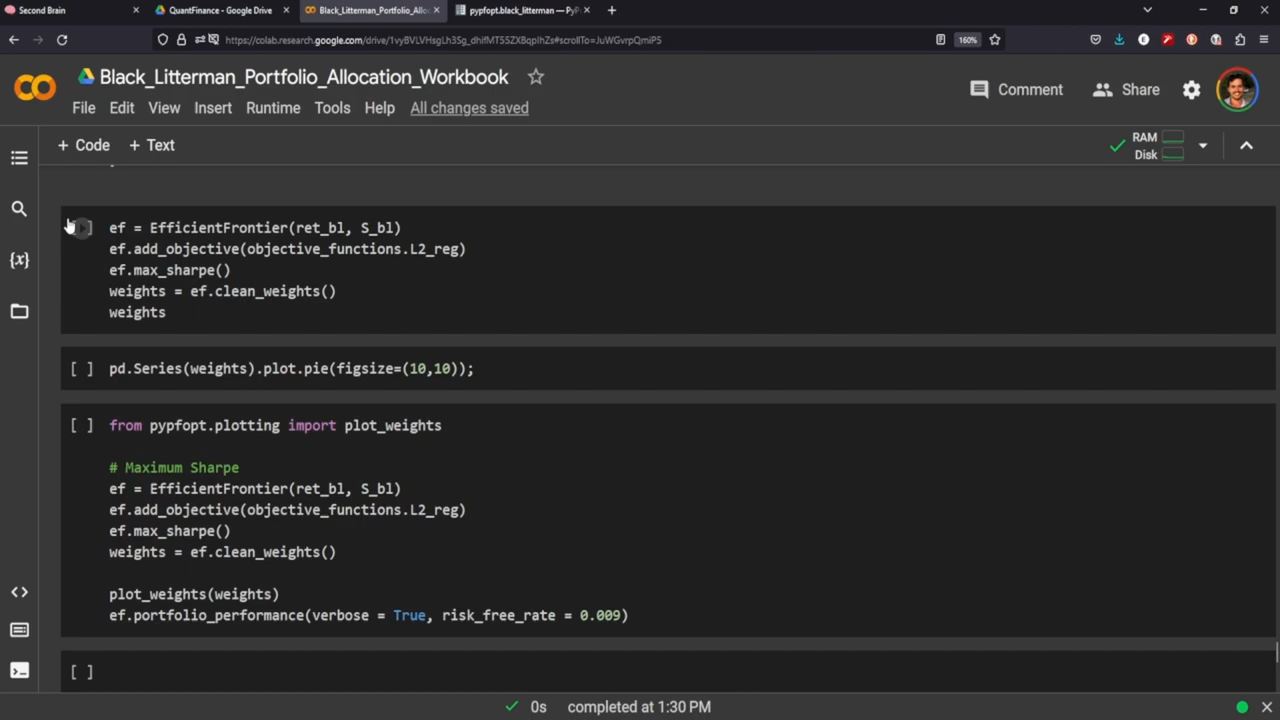 Second Brain
QuantFinance - Google Drive
Black_Litterman_Portfolio_Allo
pypfopt.black_litterman — PyP
https://colab.research.google.com/drive/1vyBVLVHsgLh3Sg_dhifMT55ZXBqpIhZs#scrollTo=JuWGvrpQmiP5
160%
Black_Litterman_Portfolio_Allocation_Workbook
Comment
Share
File Edit View Insert Runtime Tools Help All changes saved
+ Code + Text
RAM
Disk
{x}
[ ] ef = EfficientFrontier(ret_bl, S_bl)
ef.add_objective(objective_functions.L2_reg)
ef.max_sharpe()
weights = ef.clean_weights()
weights
[ ] pd.Series(weights).plot.pie(figsize=(10,10));
[ ] from pypfopt.plotting import plot_weights
# Maximum Sharpe
ef = EfficientFrontier(ret_bl, S_bl)
ef.add_objective(objective_functions.L2_reg)
ef.max_sharpe()
weights = ef.clean_weights()
plot_weights(weights)
ef.portfolio_performance(verbose = True, risk_free_rate = 0.009)
[ ]
0s completed at 1:30 PM